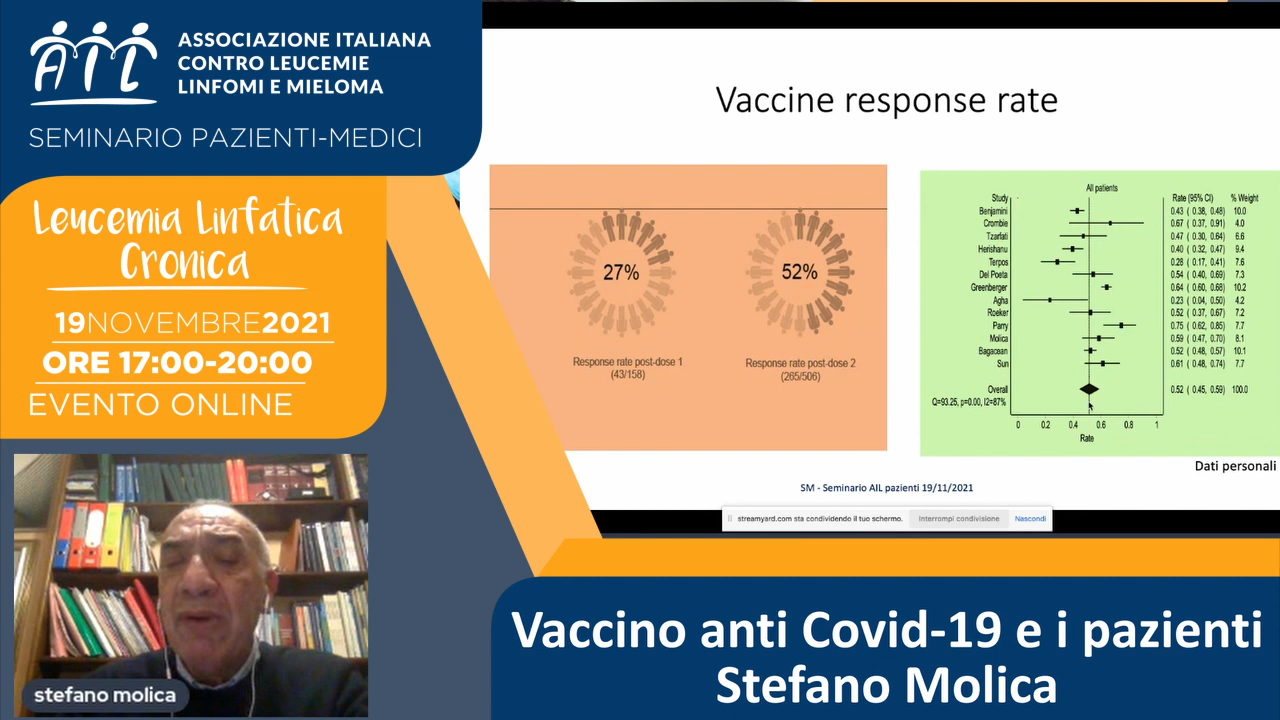 AIL
ASSOCIAZIONE ITALIANA
CONTRO LEUCEMIE
LINFOMI E MIELOMA
SEMINARIO PAZIENTI-MEDICI
Leucemia Linfatica
Cronica
19NOVEMBRE2021
ORE 17:00-20:00
EVENTO ONLINE
Vaccine response rate
27%
Response rate post-dose 1
(43/158)
52%
Response rate post-dose 2
(265/506)
All patients
Study Rate (95% CI) % Weight
Benjamini 0.43 ( 0.38, 0.48) 10.0
Crombie 0.67 ( 0.37, 0.91) 4.0
Tzarfati 0.47 ( 0.30, 0.64) 6.6
Herishanu 0.40 ( 0.32, 0.47) 9.4
Terpos 0.28 ( 0.17, 0.41) 7.6
Del Poeta 0.54 ( 0.40, 0.69) 7.3
Greenberger 0.64 ( 0.60, 0.68) 10.2
Agha 0.23 ( 0.04, 0.50) 4.2
Roeker 0.52 ( 0.37, 0.67) 7.2
Parry 0.75 ( 0.62, 0.85) 7.7
Molica 0.59 ( 0.47, 0.70) 8.1
Bagacean 0.52 ( 0.48, 0.57) 10.1
Sun 0.61 ( 0.48, 0.74) 7.7
Overall 0.52 ( 0.45, 0.59) 100.0
Q=93.25, p=0.00, I2=87%
0 0.2 0.4 0.6 0.8 1
Rate
Dati personali
SM - Seminario AIL pazienti 19/11/2021
streamyard.com sta condividendo il tuo schermo. Interrompi condivisione Nascondi
stefano molica
Vaccino anti Covid-19 e i pazienti
Stefano Molica